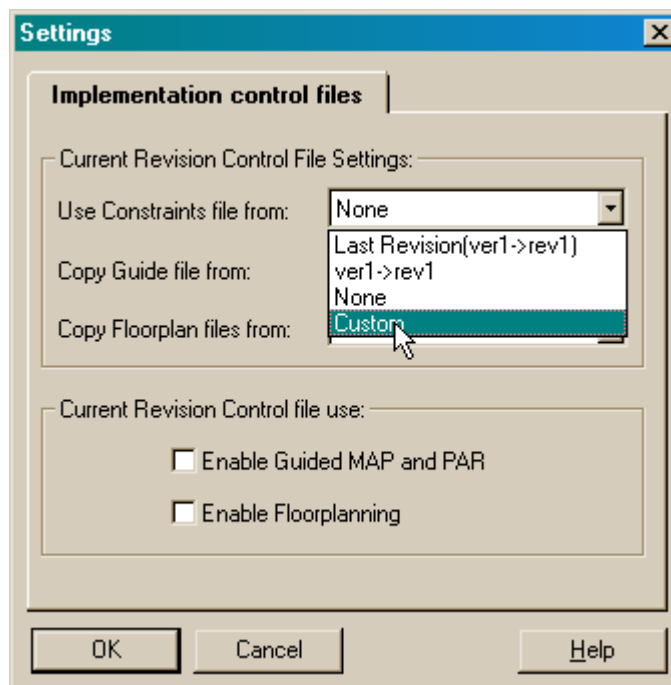 Settings
Implementation control files
Current Revision Control File Settings:
Use Constraints file from: None
Last Revision(ver1->rev1)
Copy Guide file from: ver1->rev1
None
Copy Floorplan files from: Custom
Current Revision Control file use:
Enable Guided MAP and PAR
Enable Floorplanning
OK Cancel Help